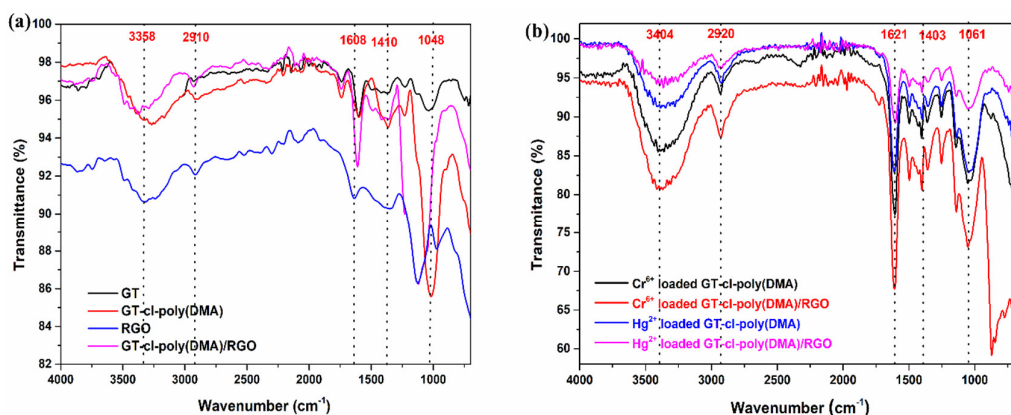 (a)
3358 2910 1608 1410 1048
100
98
96
94
92
90
88
86
84
82
Transmittance (%)
GT
GT-cl-poly(DMA)
RGO
GT-cl-poly(DMA)/RGO
4000 3500 3000 2500 2000 1500 1000
Wavenumber (cm⁻¹)
(b)
3404 2920 1621 1403 1061
100
95
90
85
80
75
70
65
60
Transmitance (%)
Cr⁶⁺ loaded GT-cl-poly(DMA)
Cr⁶⁺ loaded GT-cl-poly(DMA)/RGO
Hg²⁺ loaded GT-cl-poly(DMA)
Hg²⁺ loaded GT-cl-poly(DMA)/RGO
4000 3500 3000 2500 2000 1500 1000
Wavenumber (cm⁻¹)